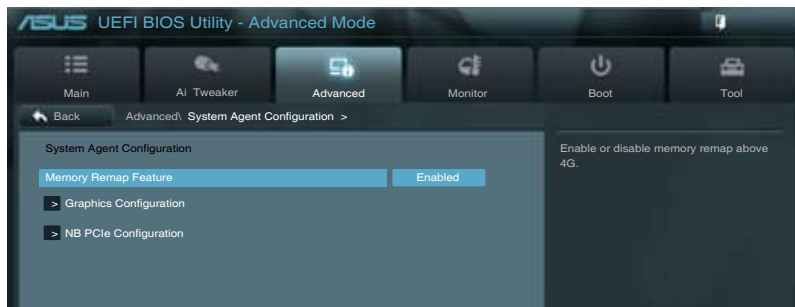 ASUS UEFI BIOS Utility - Advanced Mode
Main Ai Tweaker Advanced Monitor Boot Tool
Back Advanced\ System Agent Configuration >
System Agent Configuration
Enable or disable memory remap above
4G.
Memory Remap Feature Enabled
> Graphics Configuration
> NB PCIe Configuration